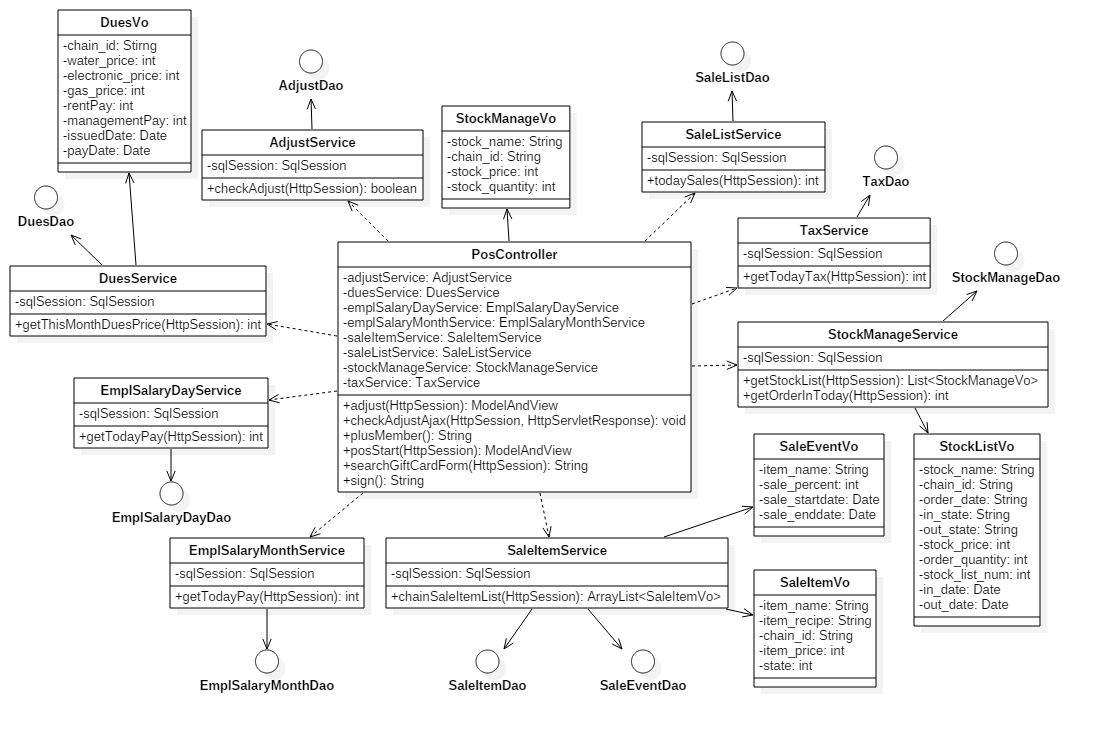 DuesVo
-chain_id: Stirng
-water_price: int
-electronic_price: int
-gas_price: int
-rentPay: int
-managementPay: int
-issuedDate: Date
-payDate: Date
AdjustDao
AdjustService
-sqlSession: SqlSession
+checkAdjust(HttpSession): boolean
StockManageVo
-stock_name: String
-chain_id: String
-stock_price: int
-stock_quantity: int
SaleListDao
SaleListService
-sqlSession: SqlSession
+todaySales(HttpSession): int
TaxDao
TaxService
-sqlSession: SqlSession
+getTodayTax(HttpSession): int
DuesDao
DuesService
-sqlSession: SqlSession
+getThisMonthDuesPrice(HttpSession): int
PosController
-adjustService: AdjustService
-duesService: DuesService
-emplSalaryDayService: EmplSalaryDayService
-emplSalaryMonthService: EmplSalaryMonthService
-saleItemService: SaleItemService
-saleListService: SaleListService
-stockManageService: StockManageService
-taxService: TaxService
+adjust(HttpSession): ModelAndView
+checkAdjustAjax(HttpSession, HttpServletResponse): void
+plusMember(): String
+posStart(HttpSession): ModelAndView
+searchGiftCardForm(HttpSession): String
+sign(): String
StockManageDao
StockManageService
-sqlSession: SqlSession
+getStockList(HttpSession): List<StockManageVo>
+getOrderInToday(HttpSession): int
EmplSalaryDayService
-sqlSession: SqlSession
+getTodayPay(HttpSession): int
EmplSalaryDayDao
SaleEventVo
-item_name: String
-sale_percent: int
-sale_startdate: Date
-sale_enddate: Date
StockListVo
-stock_name: String
-chain_id: String
-order_date: String
-in_state: String
-out_state: String
-stock_price: int
-order_quantity: int
-stock_list_num: int
-in_date: Date
-out_date: Date
EmplSalaryMonthService
-sqlSession: SqlSession
+getTodayPay(HttpSession): int
EmplSalaryMonthDao
SaleItemService
-sqlSession: SqlSession
+chainSaleItemList(HttpSession): ArrayList<SaleItemVo>
SaleItemVo
-item_name: String
-item_recipe: String
-chain_id: String
-item_price: int
-state: int
SaleItemDao
SaleEventDao